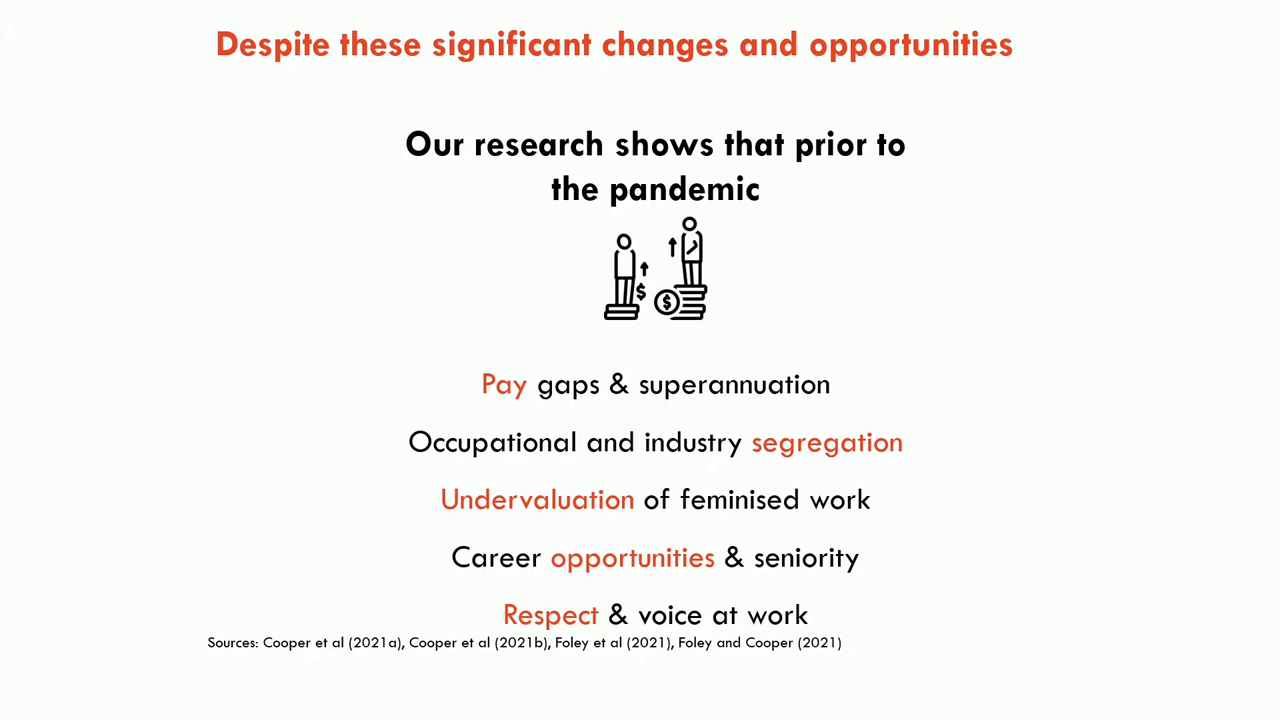 Despite these significant changes and opportunities
Our research shows that prior to
the pandemic
$
$
Pay gaps & superannuation
Occupational and industry segregation
Undervaluation of feminised work
Career opportunities & seniority
Respect & voice at work
Sources: Cooper et al (2021a), Cooper et al (2021b), Foley et al (2021), Foley and Cooper (2021)